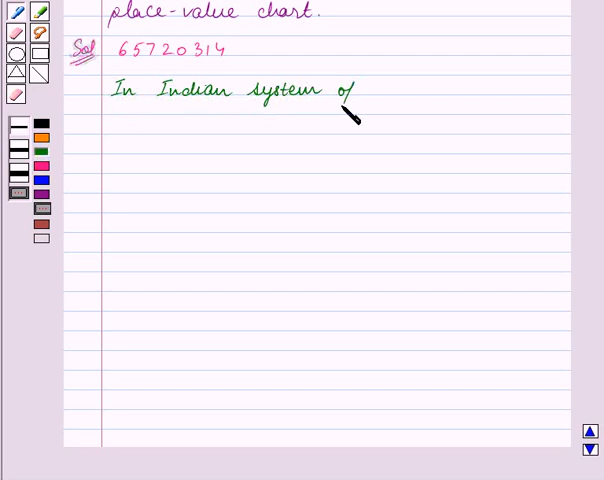 place-value chart.
Sol 65720314
In Indian system of